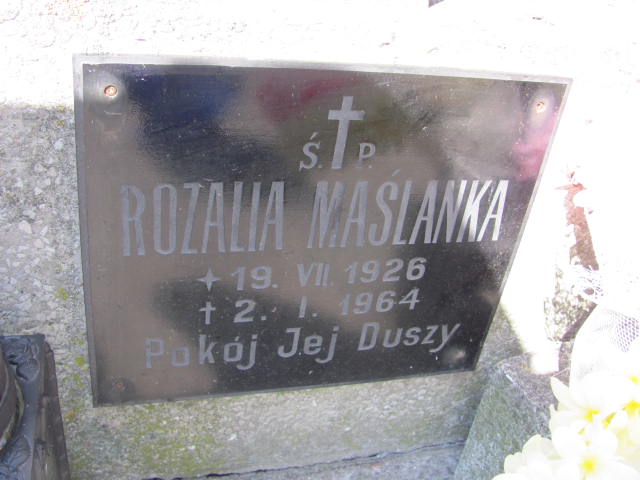 Ś. P.
ROZALIA MAŚLANKA
19. VII. 1926
2. I. 1964
Pokój Jej Duszy